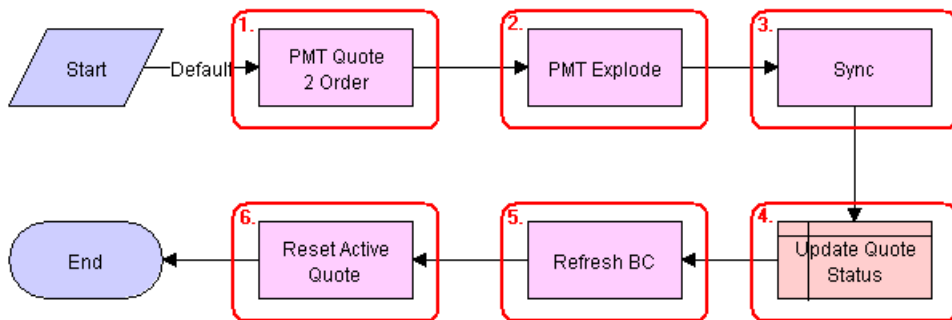 1.
2.
3.
Start
Default
PMT Quote
2 Order
PMT Explode
Sync
6.
5.
4.
End
Reset Active
Quote
Refresh BC
Update Quote
Status